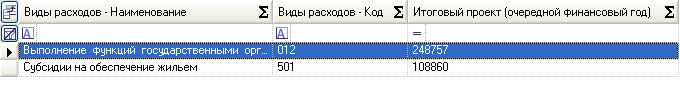 Виды расходов - Наименование Σ Виды расходов - Код Σ Итоговый проект (очередной финансовый год) Σ
A A =
Выполнение функций государственными орг... 012 248757
Субсидии на обеспечение жильем 501 108860